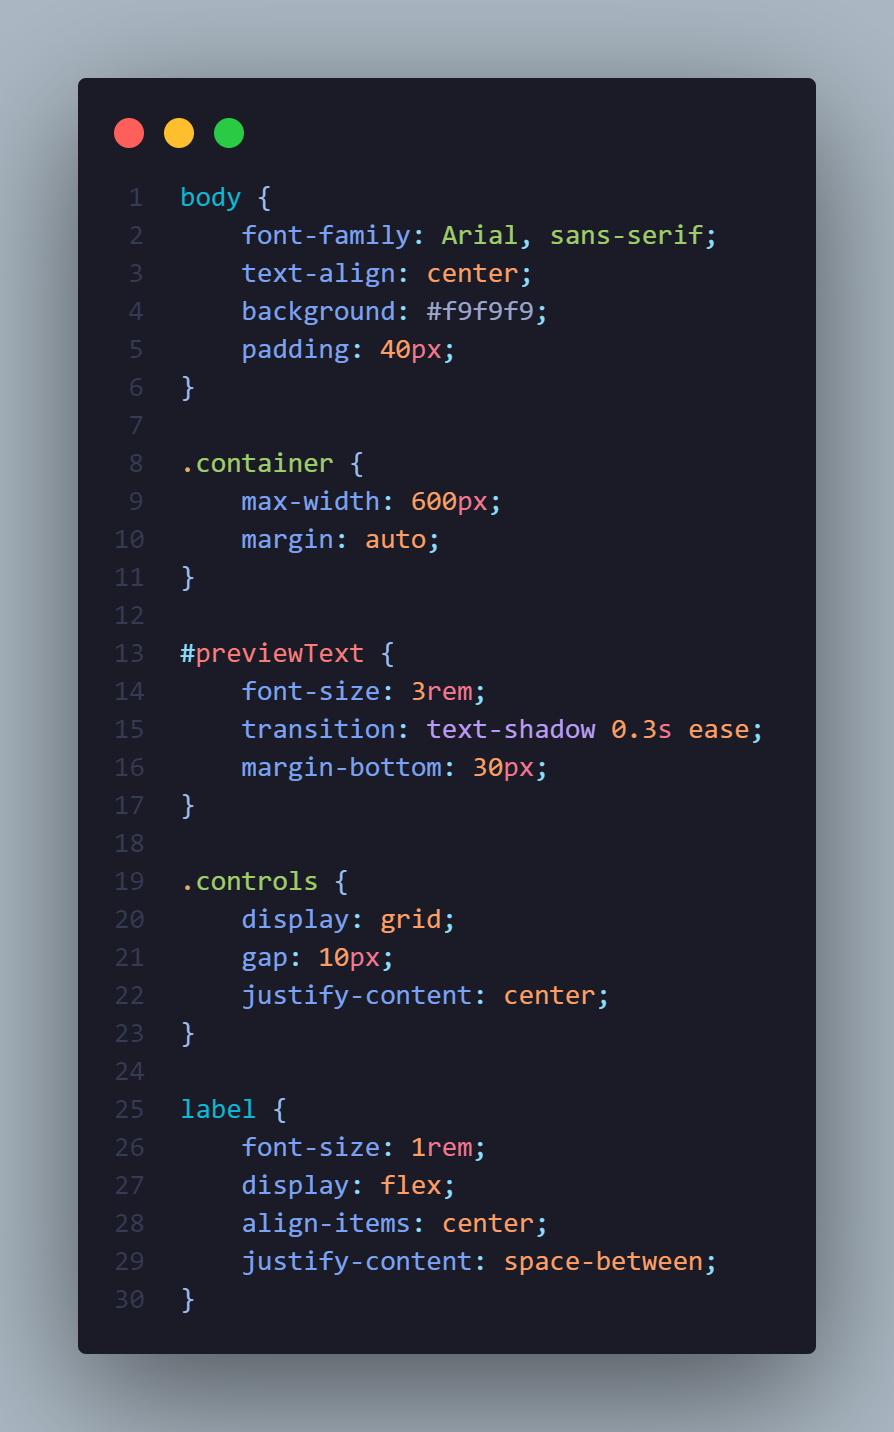 1 body {
2     font-family: Arial, sans-serif;
3     text-align: center;
4     background: #f9f9f9;
5     padding: 40px;
6 }
7
8 .container {
9     max-width: 600px;
10     margin: auto;
11 }
12
13 #previewText {
14     font-size: 3rem;
15     transition: text-shadow 0.3s ease;
16     margin-bottom: 30px;
17 }
18
19 .controls {
20     display: grid;
21     gap: 10px;
22     justify-content: center;
23 }
24
25 label {
26     font-size: 1rem;
27     display: flex;
28     align-items: center;
29     justify-content: space-between;
30 }